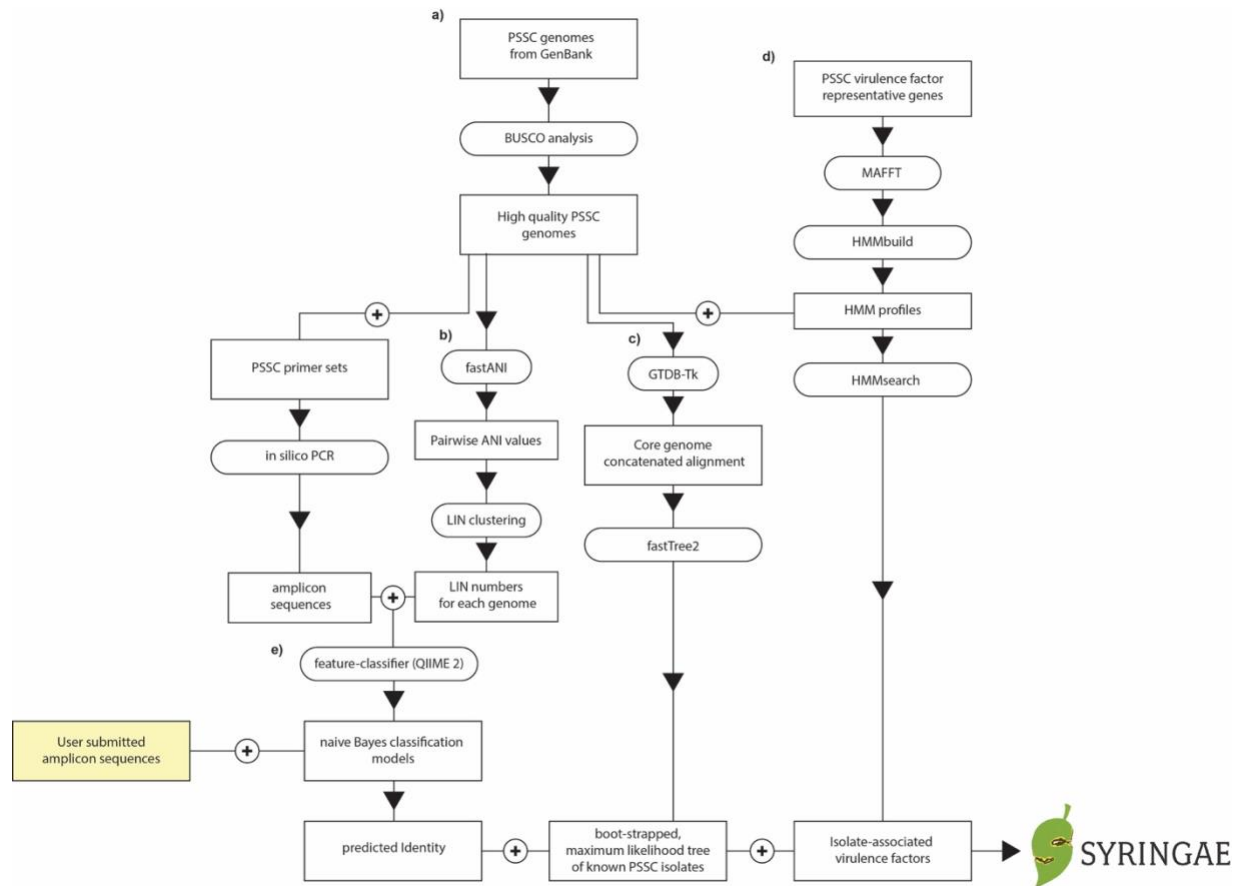 a)
PSSC genomes
from GenBank
BUSCO analysis
High quality PSSC
genomes
d)
PSSC virulence factor
representative genes
MAFFT
HMMbuild
HMM profiles
HMMsearch
PSSC primer sets
in silico PCR
amplicon
sequences
b)
fastANI
Pairwise ANI values
LIN clustering
LIN numbers
for each genome
c)
GTDB-Tk
Core genome
concatenated alignment
fastTree2
e)
feature-classifier (QIIME 2)
User submitted
amplicon sequences
naive Bayes classification
models
predicted Identity
boot-strapped,
maximum likelihood tree
of known PSSC isolates
Isolate-associated
virulence factors
SYRINGAE